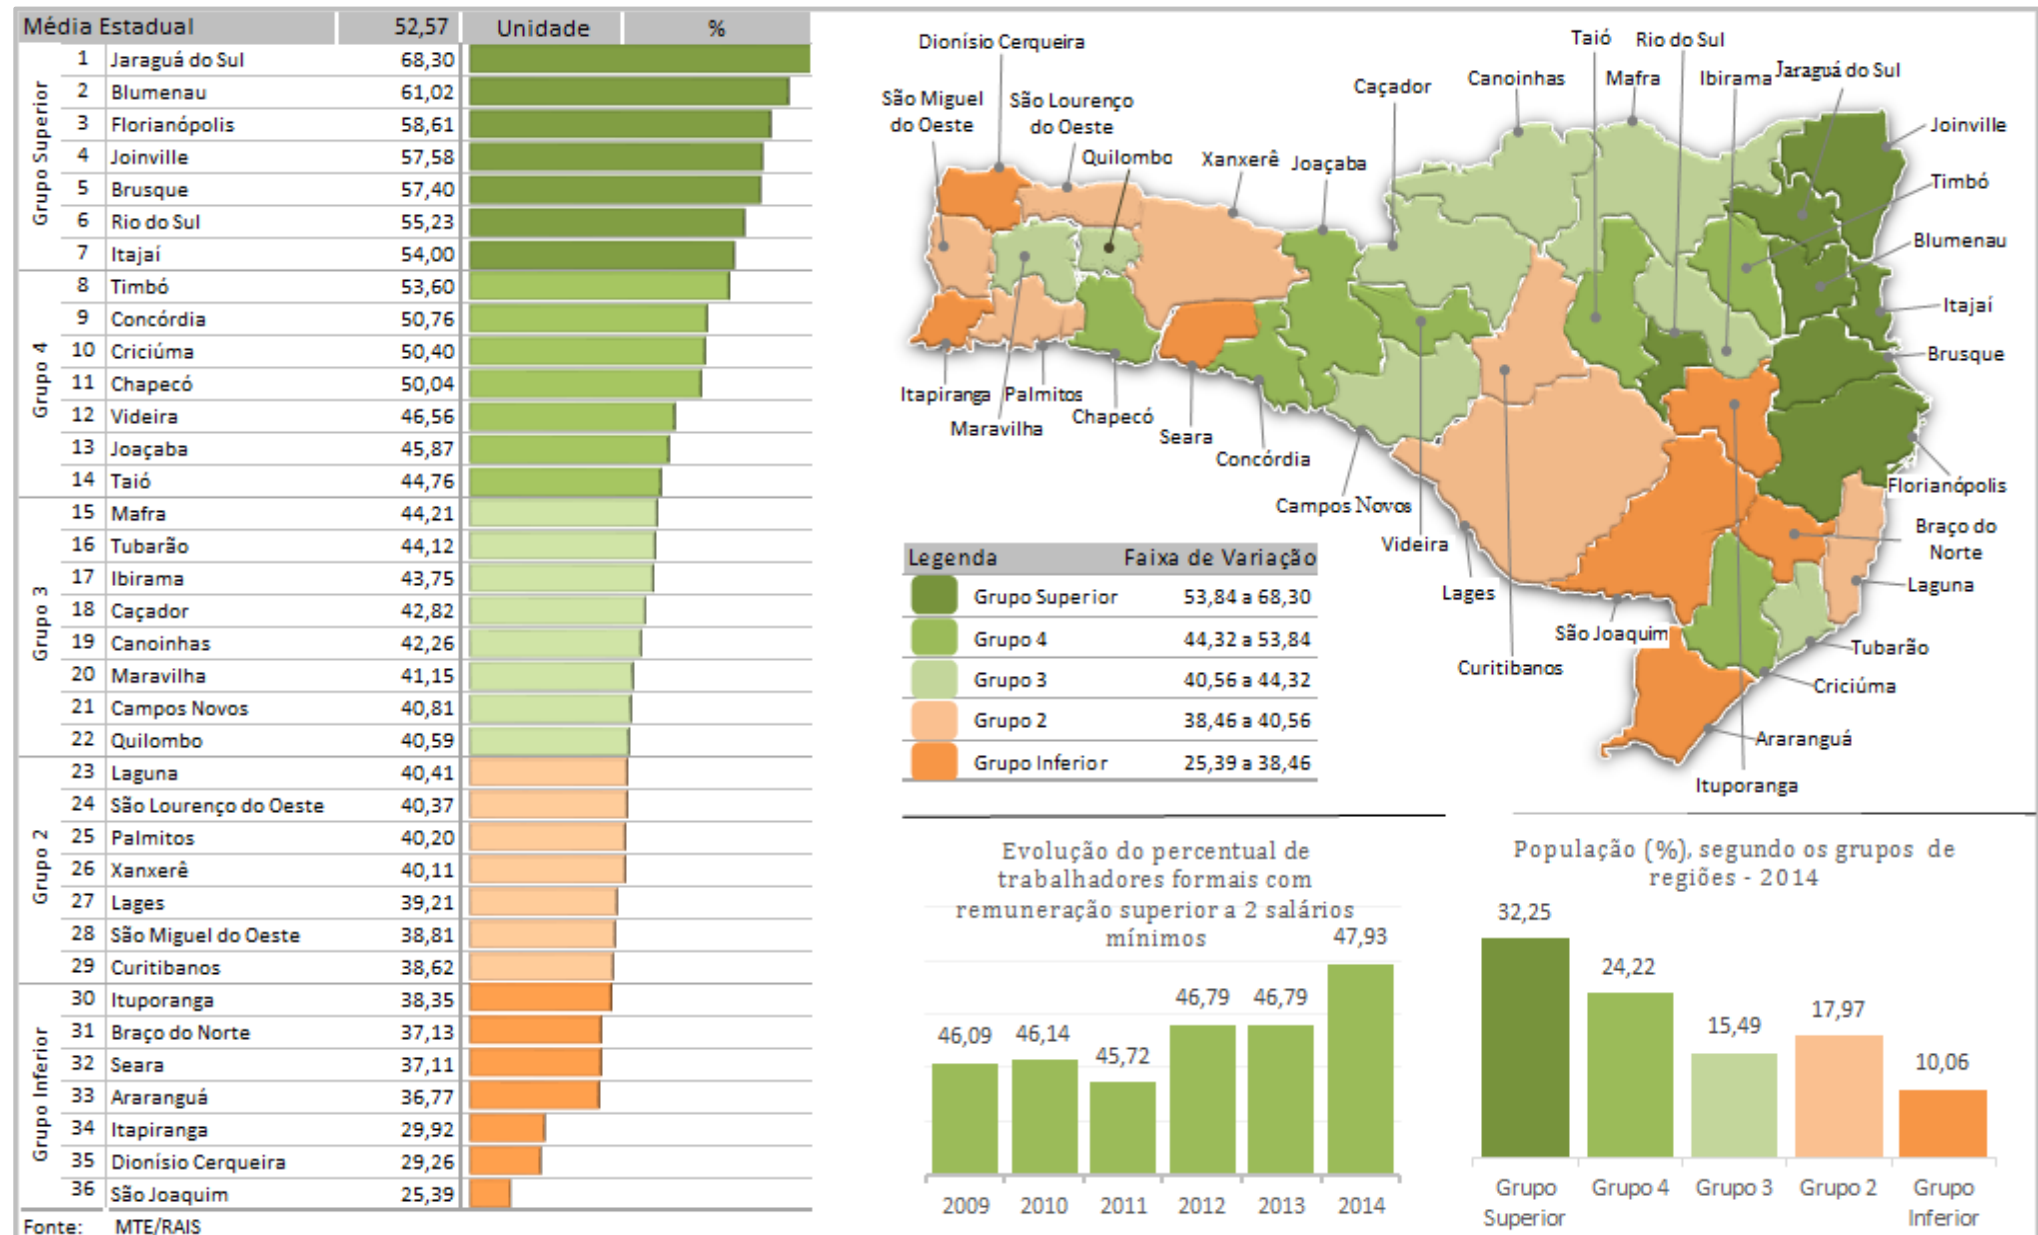 Média Estadual 52,57 Unidade %
Grupo Superior
1 Jaraguá do Sul 68,30
2 Blumenau 61,02
3 Florianópolis 58,61
4 Joinville 57,58
5 Brusque 57,40
6 Rio do Sul 55,23
7 Itajaí 54,00
Grupo 4
8 Timbó 53,60
9 Concórdia 50,76
10 Criciúma 50,40
11 Chapecó 50,04
12 Videira 46,56
13 Joaçaba 45,87
14 Taió 44,76
Grupo 3
15 Mafra 44,21
16 Tubarão 44,12
17 Ibirama 43,75
18 Caçador 42,82
19 Canoinhas 42,26
20 Maravilha 41,15
21 Campos Novos 40,81
22 Quilombo 40,59
Grupo 2
23 Laguna 40,41
24 São Lourenço do Oeste 40,37
25 Palmitos 40,20
26 Xanxerê 40,11
27 Lages 39,21
28 São Miguel do Oeste 38,81
29 Curitibanos 38,62
Grupo Inferior
30 Ituporanga 38,35
31 Braço do Norte 37,13
32 Seara 37,11
33 Araranguá 36,77
34 Itapiranga 29,92
35 Dionísio Cerqueira 29,26
36 São Joaquim 25,39
Fonte: MTE/RAIS
Dionísio Cerqueira
São Miguel
do Oeste
São Lourenço
do Oeste
Quilombo
Xanxerê
Joaçaba
Caçador
Canoinhas
Taió
Mafra
Rio do Sul
Ibirama
Jaraguá do Sul
Joinville
Timbó
Blumenau
Itajaí
Brusque
Florianópolis
Braço do
Norte
Laguna
Tubarão
Criciúma
Araranguá
Ituporanga
Curitibanos
São Joaquim
Lages
Videira
Campos Novos
Concórdia
Seara
Chapecó
Maravilha
Palmitos
Itapiranga
Legenda Faixa de Variação
Grupo Superior 53,84 a 68,30
Grupo 4 44,32 a 53,84
Grupo 3 40,56 a 44,32
Grupo 2 38,46 a 40,56
Grupo Inferior 25,39 a 38,46
Evolução do percentual de
trabalhadores formais com
remuneração superior a 2 salários
mínimos
46,09 46,14 45,72 46,79 46,79 47,93
2009 2010 2011 2012 2013 2014
População (%), segundo os grupos de
regiões - 2014
32,25 24,22 15,49 17,97 10,06
Grupo Grupo 4 Grupo 3 Grupo 2 Grupo
Superior Inferior